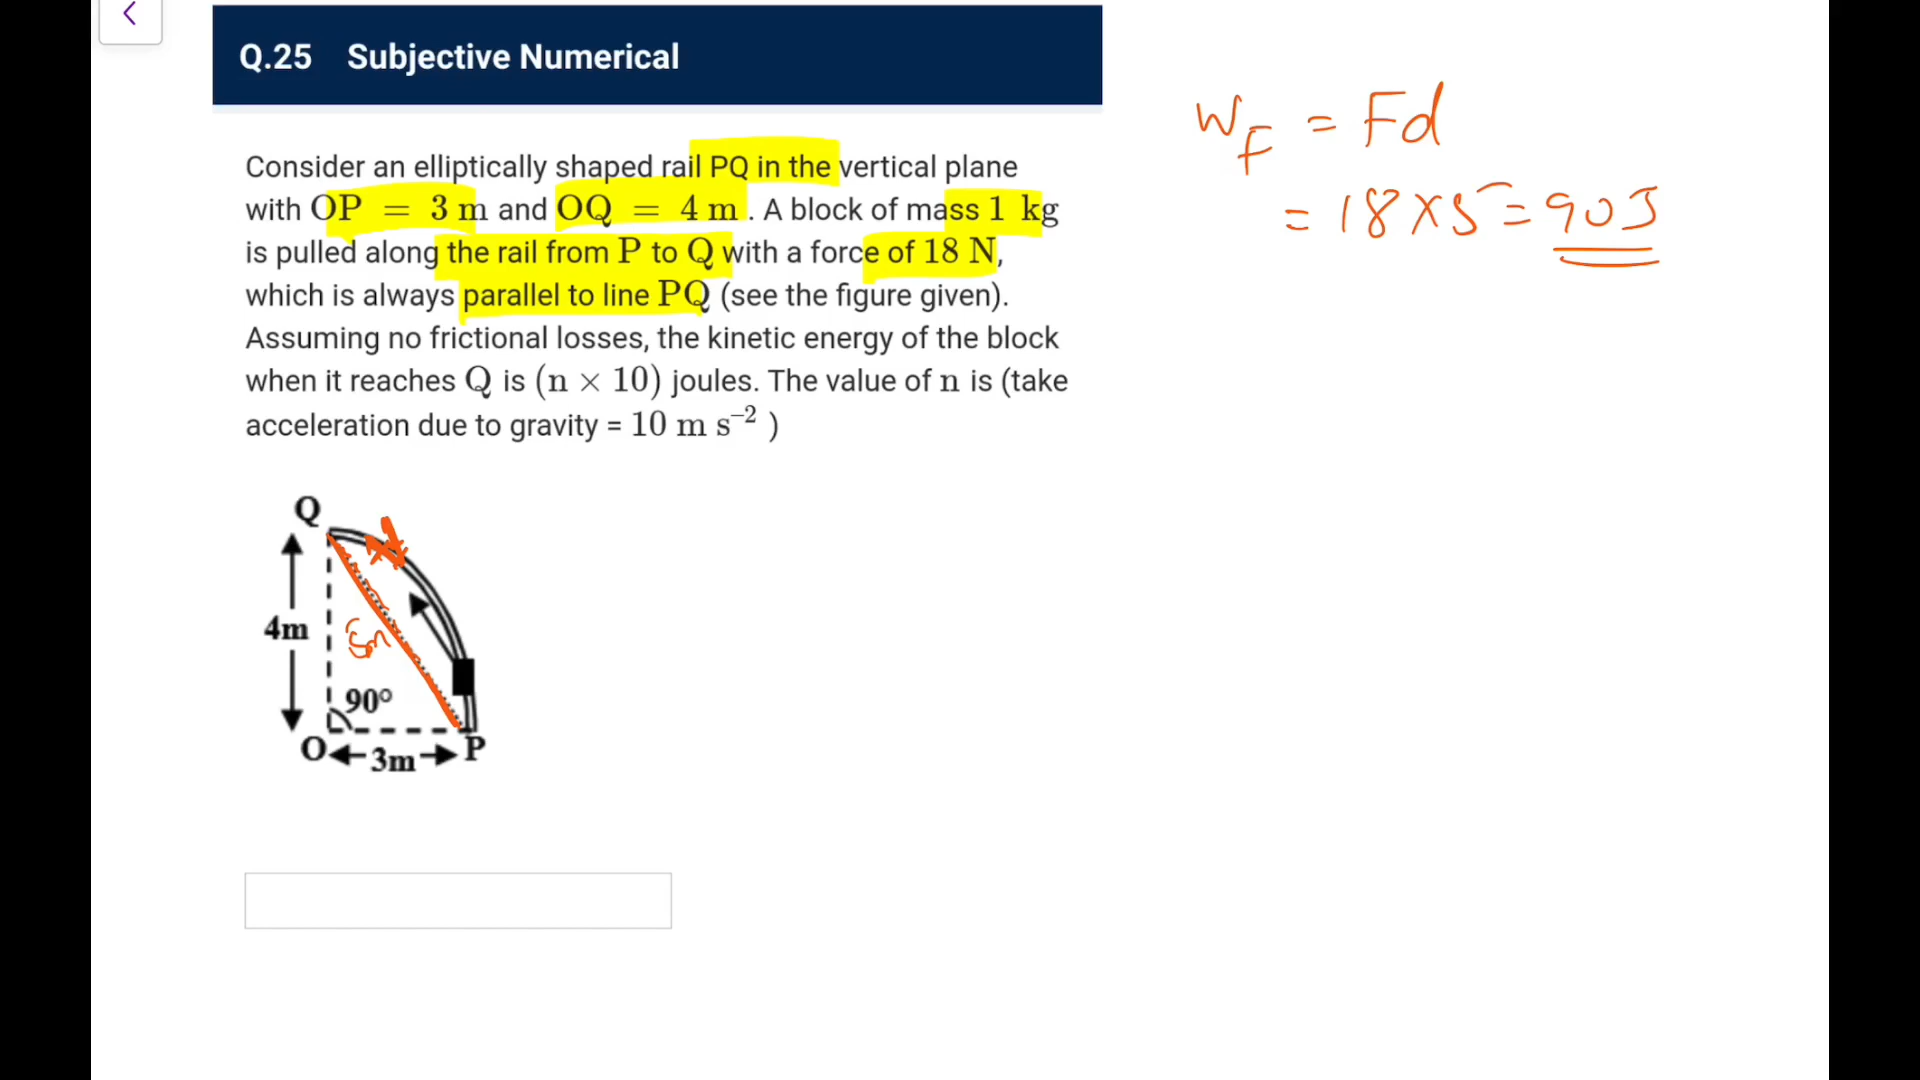 Q.25 Subjective Numerical
Consider an elliptically shaped rail PQ in the vertical plane
with OP = 3 m and OQ = 4 m . A block of mass 1 kg
is pulled along the rail from P to Q with a force of 18 N,
which is always parallel to line PQ (see the figure given).
Assuming no frictional losses, the kinetic energy of the block
when it reaches Q is (n × 10) joules. The value of n is (take
acceleration due to gravity = 10 m s⁻² )
W_F = Fd
= 18 × 5 = 90 J
Q
4m
5m
90°
O
3m
P